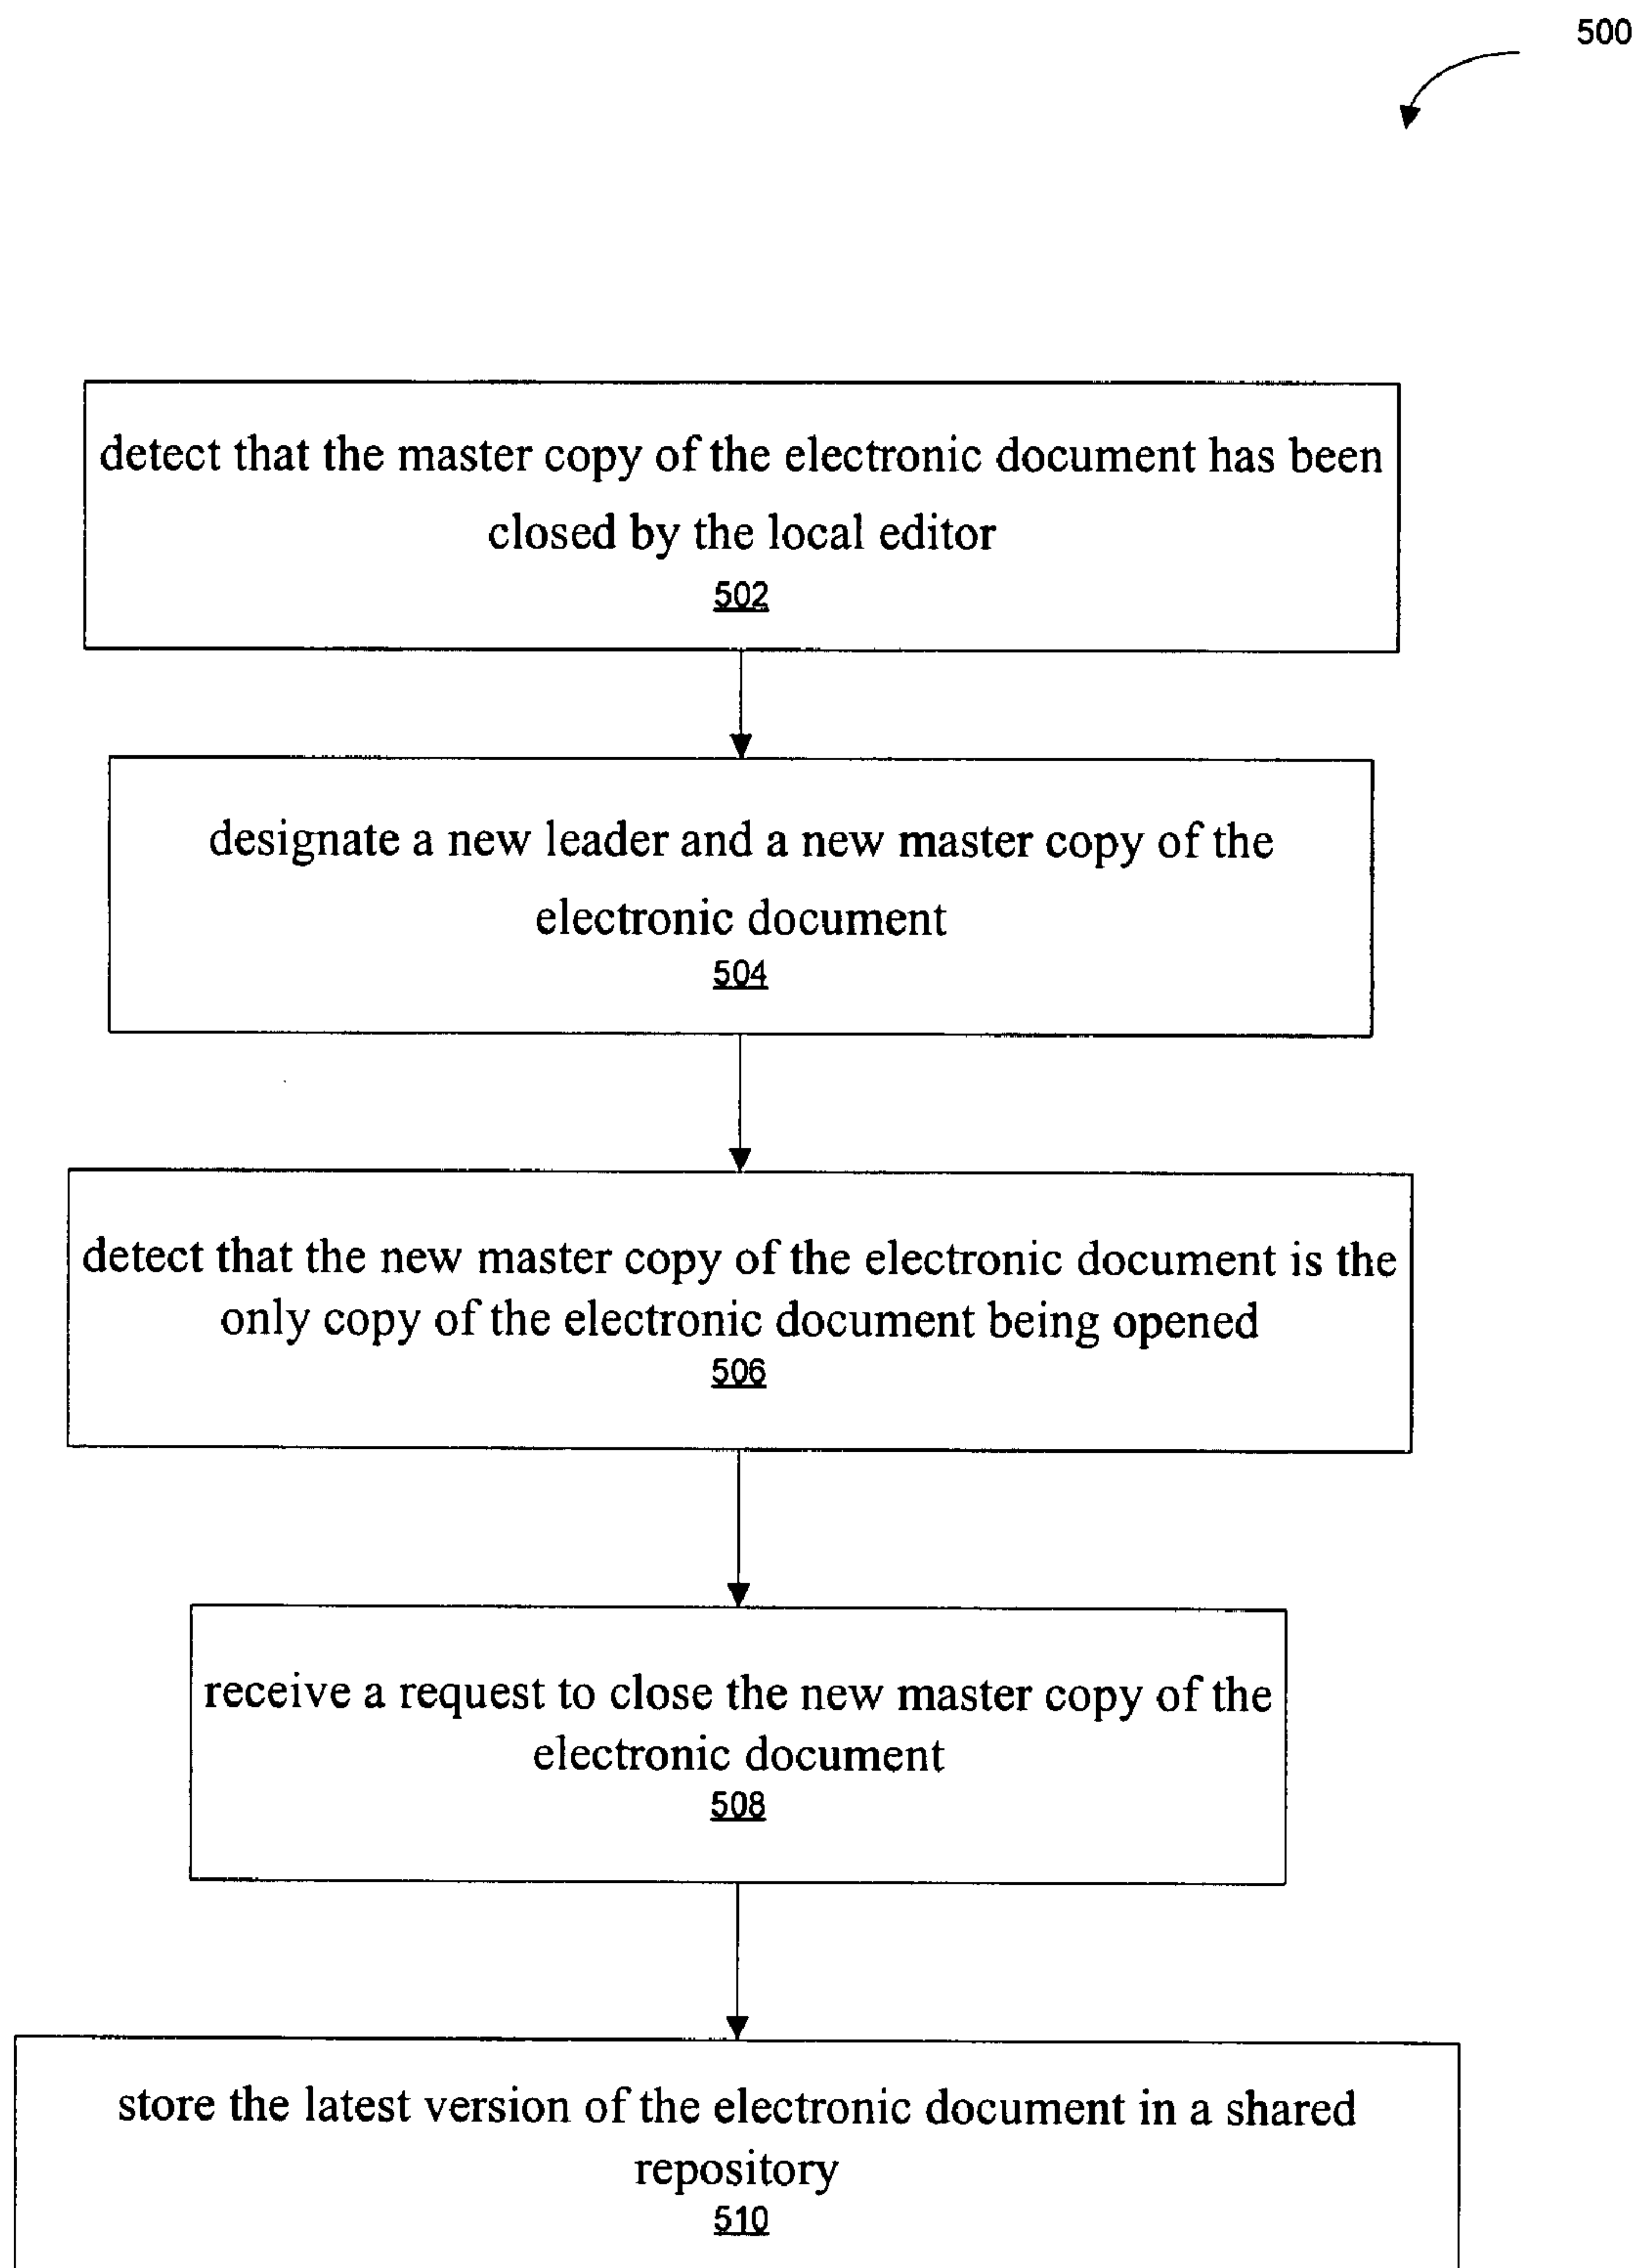 500
detect that the master copy of the electronic document has been
closed by the local editor
502
designate a new leader and a new master copy of the
electronic document
504
detect that the new master copy of the electronic document is the
only copy of the electronic document being opened
506
receive a request to close the new master copy of the
electronic document
508
store the latest version of the electronic document in a shared
repository
510